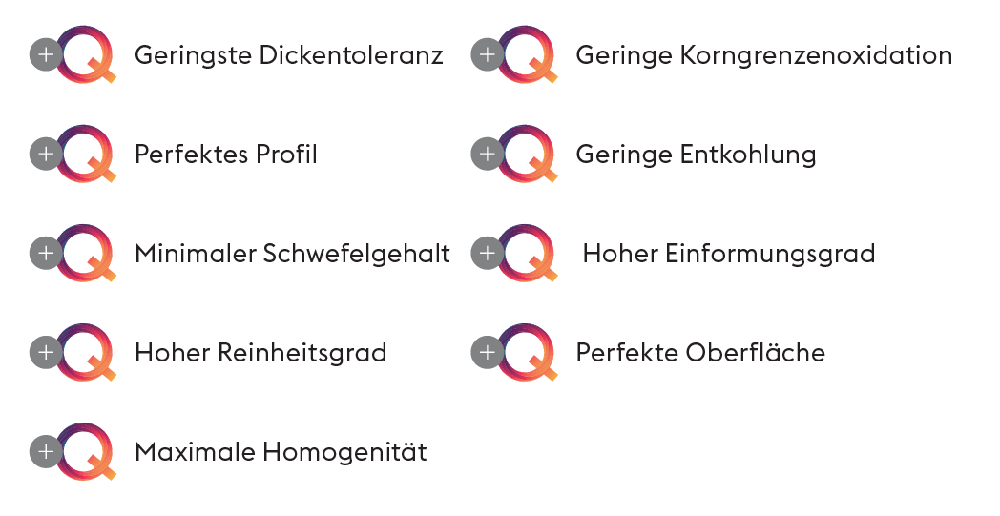 +Q Geringste Dickentoleranz
+Q Perfektes Profil
+Q Minimaler Schwefelgehalt
+Q Hoher Reinheitsgrad
+Q Maximale Homogenität
+Q Geringe Korngrenzenoxidation
+Q Geringe Entkohlung
+Q Hoher Einformungsgrad
+Q Perfekte Oberfläche